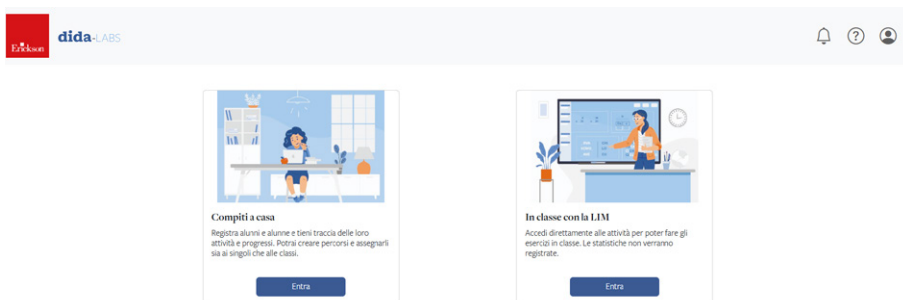 Erickson
dida-LABS
Compiti a casa
Registra alunni e alunne e tieni traccia delle loro
attività e progressi. Potrai creare percorsi e assegnarli
sia ai singoli che alle classi.
Entra
In classe con la LIM
Accedi direttamente alle attività per poter fare gli
esercizi in classe. Le statistiche non verranno
registrate.
Entra